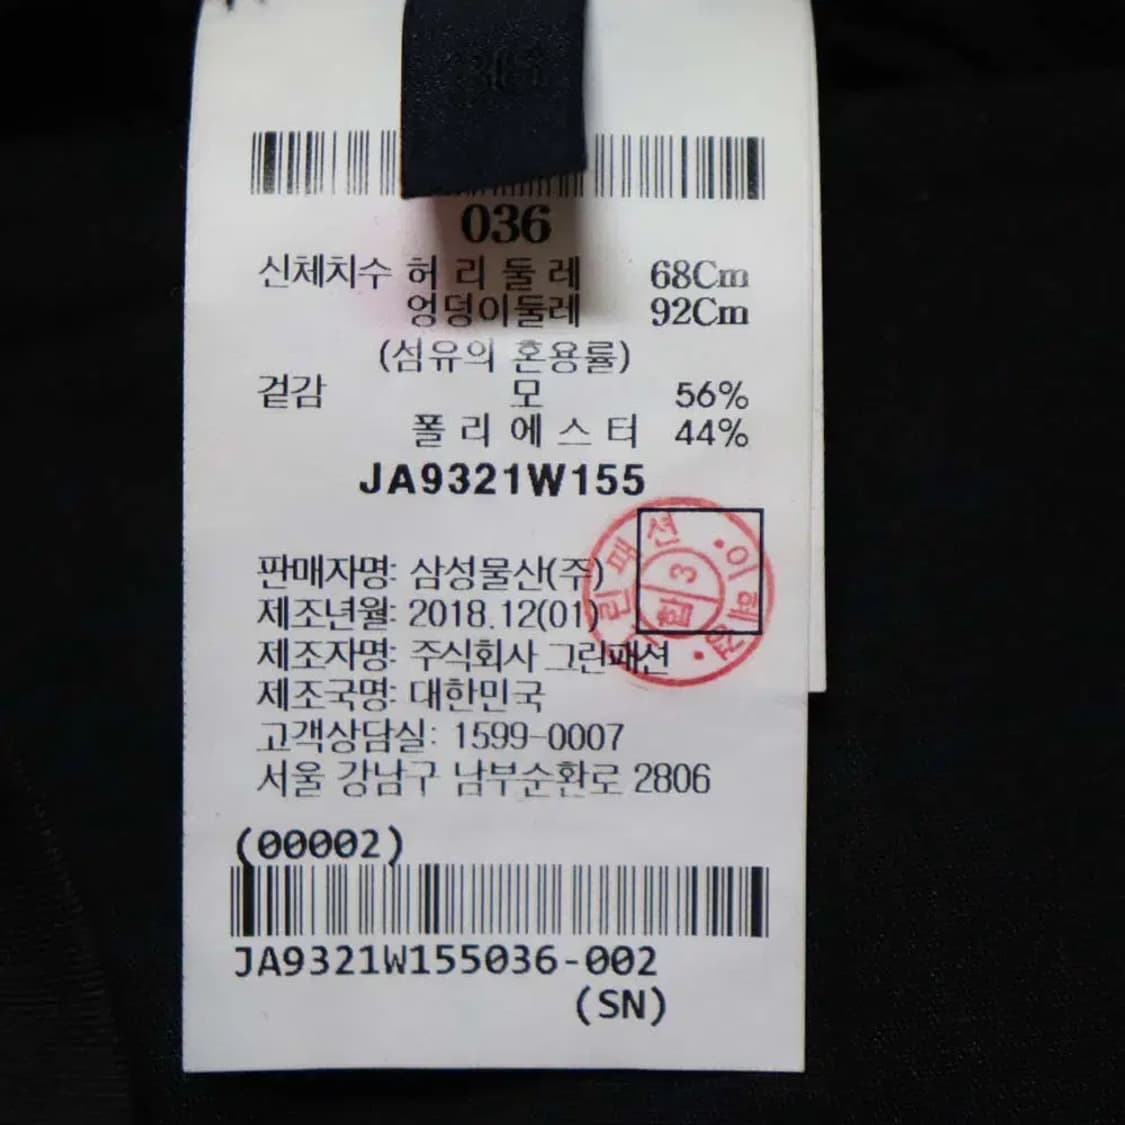 036
신체치수 허 리 둘 레 68Cm
엉덩이둘레 92Cm
(섬유의 혼용률)
겉감 모 56%
폴 리 에 스 터 44%
JA9321W155
판매자명: 삼성물산(주)
제조년월: 2018.12(01)
제조자명: 주식회사 그린패션
제조국명: 대한민국
고객상담실: 1599-0007
서울 강남구 남부순환로 2806
(00002)
JA9321W155036-002
(SN)
린패션
3